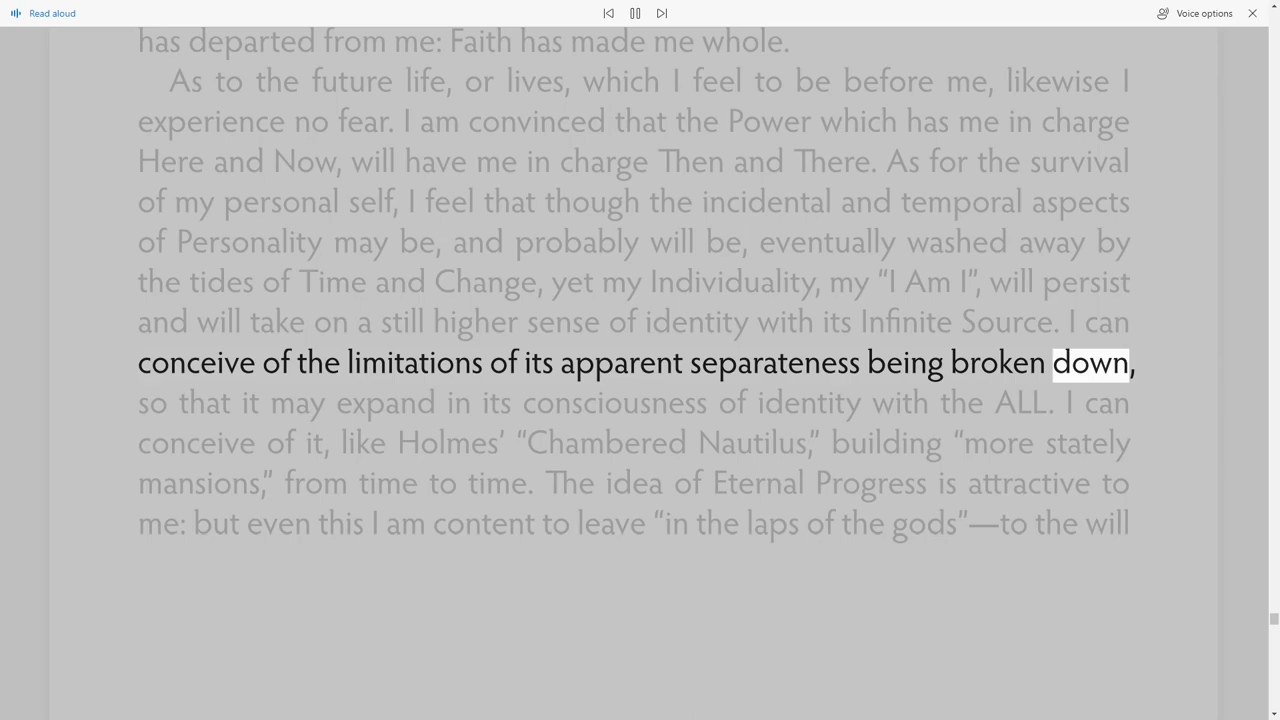 Read aloud
Voice options
has departed from me: Faith has made me whole.
As to the future life, or lives, which I feel to be before me, likewise I
experience no fear. I am convinced that the Power which has me in charge
Here and Now, will have me in charge Then and There. As for the survival
of my personal self, I feel that though the incidental and temporal aspects
of Personality may be, and probably will be, eventually washed away by
the tides of Time and Change, yet my Individuality, my “I Am I”, will persist
and will take on a still higher sense of identity with its Infinite Source. I can
conceive of the limitations of its apparent separateness being broken down,
so that it may expand in its consciousness of identity with the ALL. I can
conceive of it, like Holmes’ “Chambered Nautilus,” building “more stately
mansions,” from time to time. The idea of Eternal Progress is attractive to
me: but even this I am content to leave “in the laps of the gods”—to the will